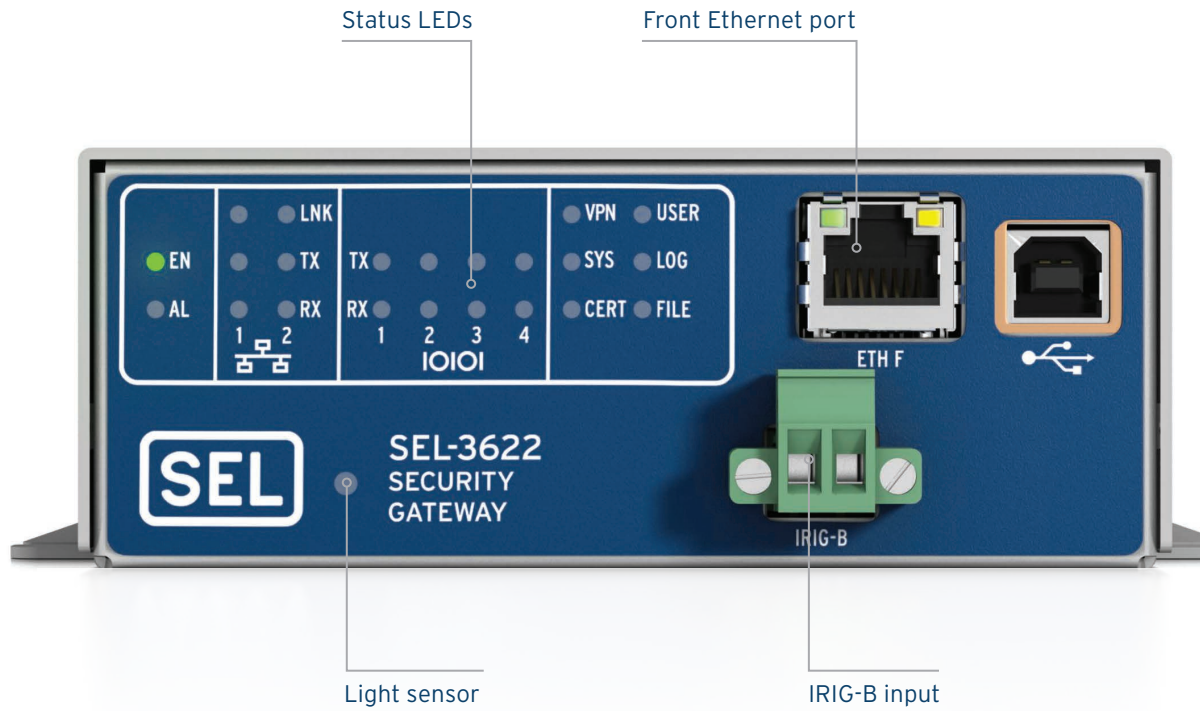 Status LEDs
Front Ethernet port
LNK
VPN USER
EN
TX
TX
SYS LOG
AL
RX
RX
CERT FILE
1 2
1 2 3 4
IOIOI
ETH F
SEL
SEL-3622
SECURITY
GATEWAY
IRIG-B
Light sensor
IRIG-B input